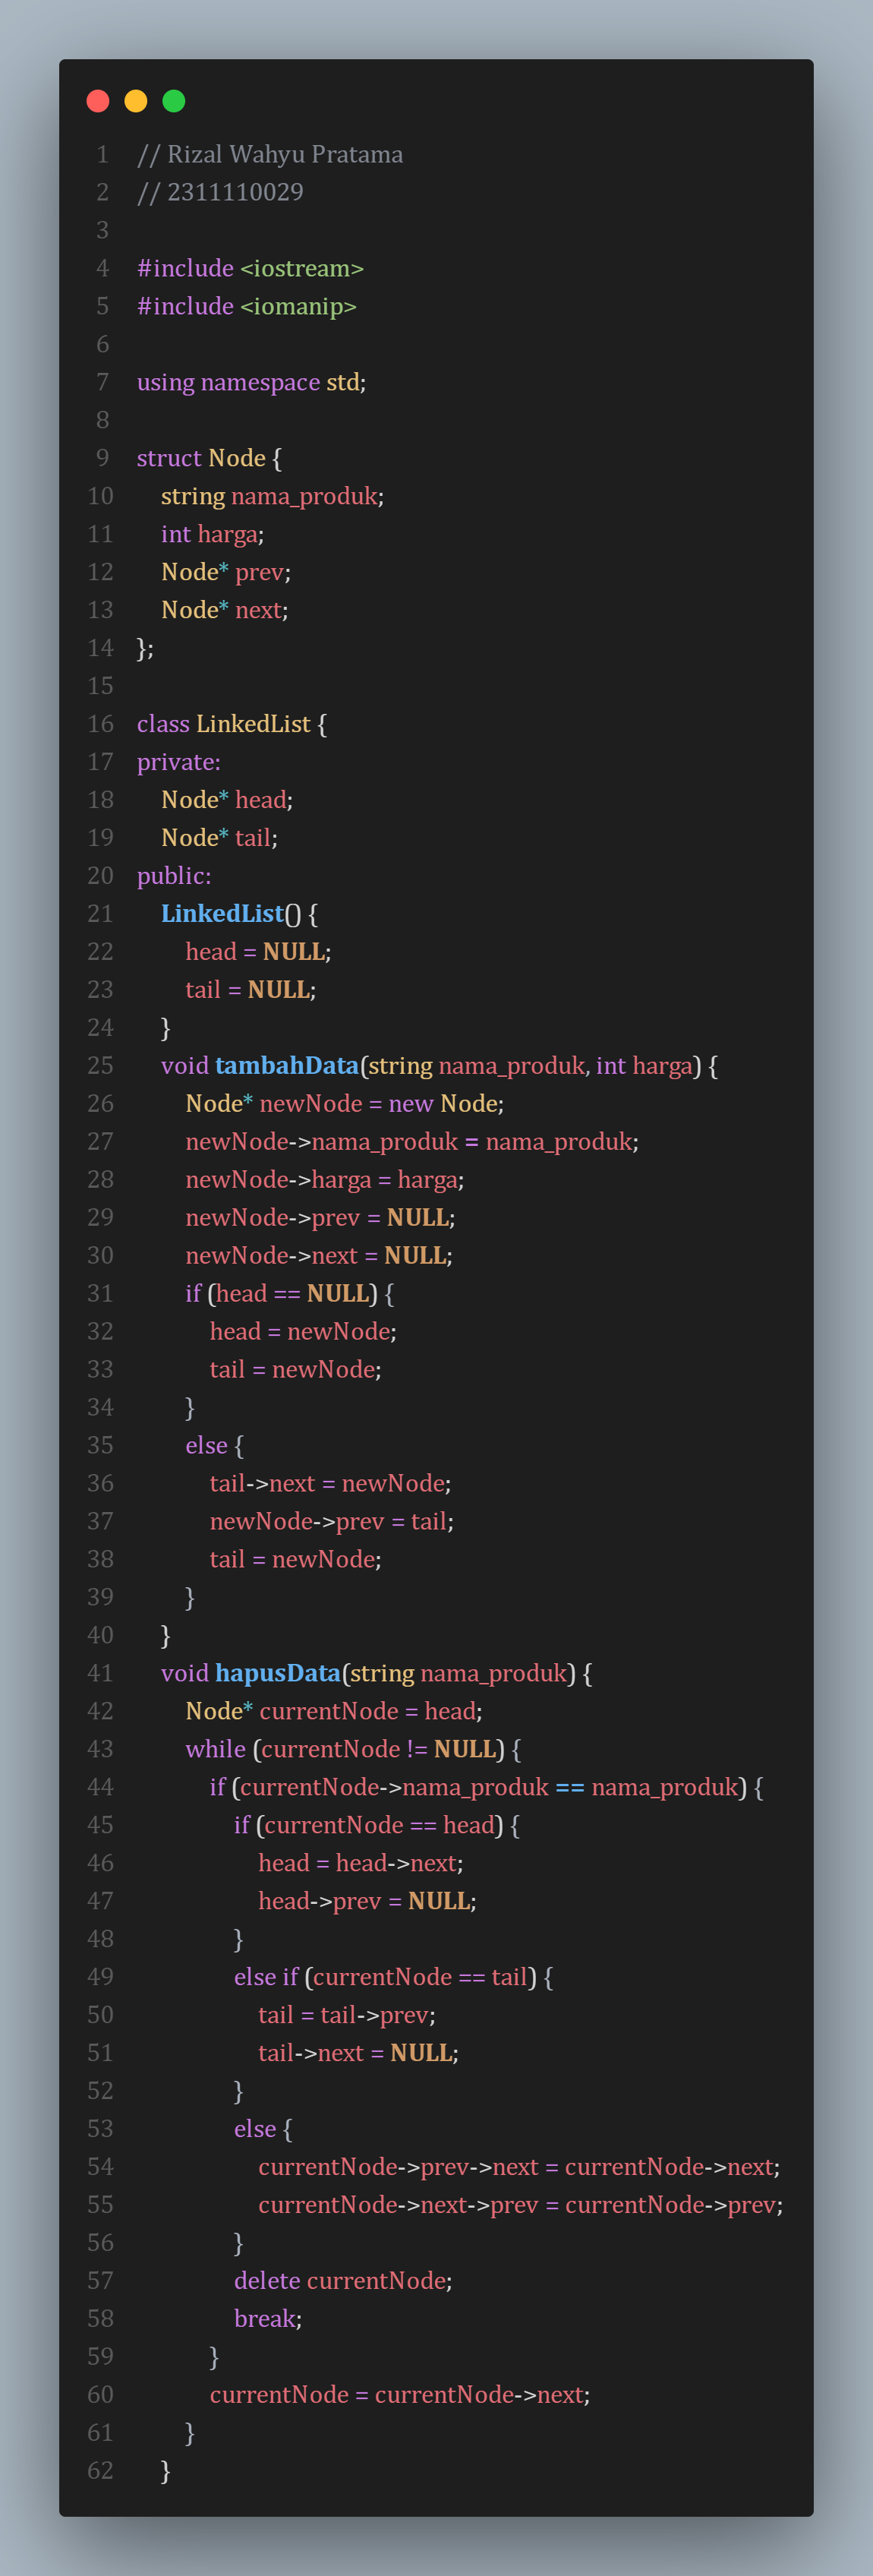 1 // Rizal Wahyu Pratama
2 // 2311110029
3
4 #include <iostream>
5 #include <iomanip>
6
7 using namespace std;
8
9 struct Node {
10     string nama_produk;
11     int harga;
12     Node* prev;
13     Node* next;
14 };
15
16 class LinkedList {
17 private:
18     Node* head;
19     Node* tail;
20 public:
21     LinkedList() {
22         head = NULL;
23         tail = NULL;
24     }
25     void tambahData(string nama_produk, int harga) {
26         Node* newNode = new Node;
27         newNode->nama_produk = nama_produk;
28         newNode->harga = harga;
29         newNode->prev = NULL;
30         newNode->next = NULL;
31         if (head == NULL) {
32             head = newNode;
33             tail = newNode;
34         }
35         else {
36             tail->next = newNode;
37             newNode->prev = tail;
38             tail = newNode;
39         }
40     }
41     void hapusData(string nama_produk) {
42         Node* currentNode = head;
43         while (currentNode != NULL) {
44             if (currentNode->nama_produk == nama_produk) {
45                 if (currentNode == head) {
46                     head = head->next;
47                     head->prev = NULL;
48                 }
49                 else if (currentNode == tail) {
50                     tail = tail->prev;
51                     tail->next = NULL;
52                 }
53                 else {
54                     currentNode->prev->next = currentNode->next;
55                     currentNode->next->prev = currentNode->prev;
56                 }
57                 delete currentNode;
58                 break;
59             }
60             currentNode = currentNode->next;
61         }
62     }